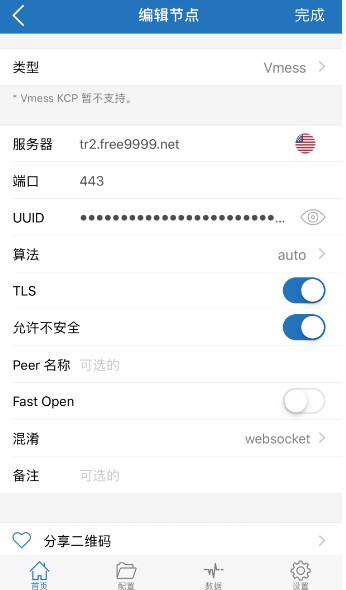 编辑节点 完成
类型 Vmess
* Vmess KCP 暂不支持。
服务器 tr2.free9999.net
端口 443
UUID ●●●●●●●●●●●●●●●●●●●●●●●●...
算法 auto
TLS
允许不安全
Peer 名称 可选的
Fast Open
混淆 websocket
备注 可选的
分享二维码
首页 配置 数据 设置